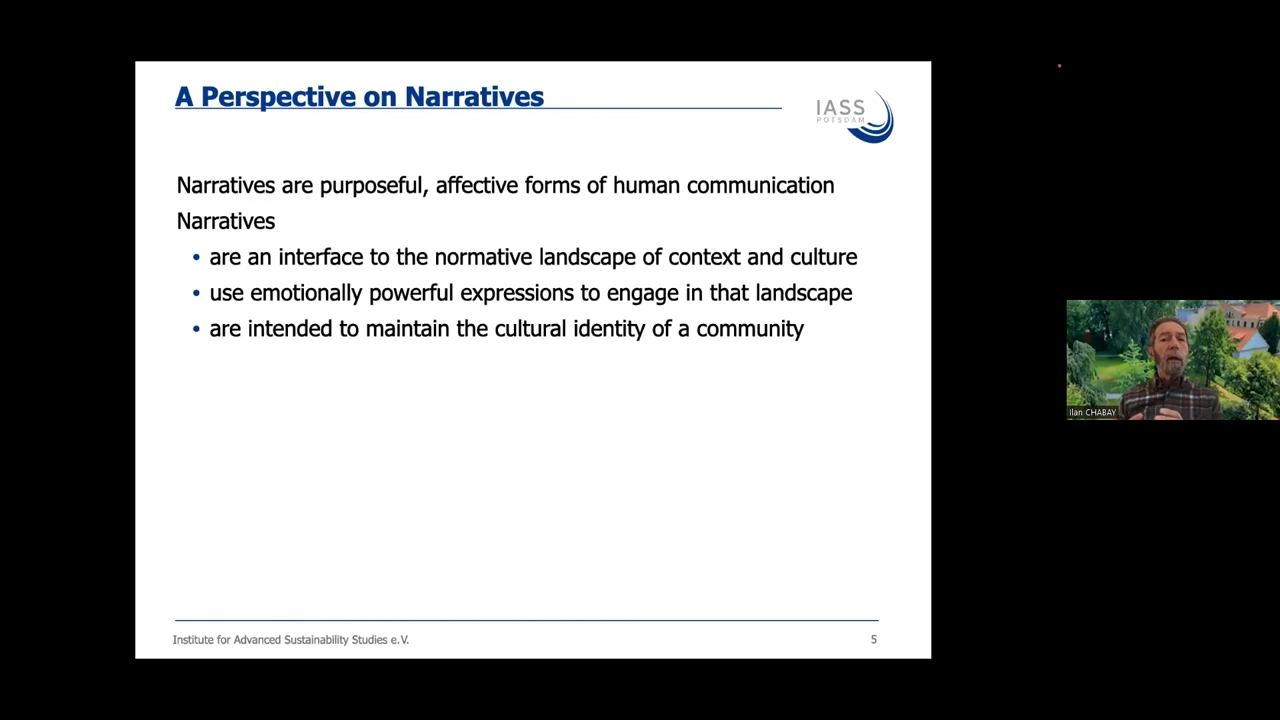 A Perspective on Narratives
IASS
POTSDAM
Narratives are purposeful, affective forms of human communication
Narratives
• are an interface to the normative landscape of context and culture
• use emotionally powerful expressions to engage in that landscape
• are intended to maintain the cultural identity of a community
Ilan CHABAY
Institute for Advanced Sustainability Studies e.V.
5